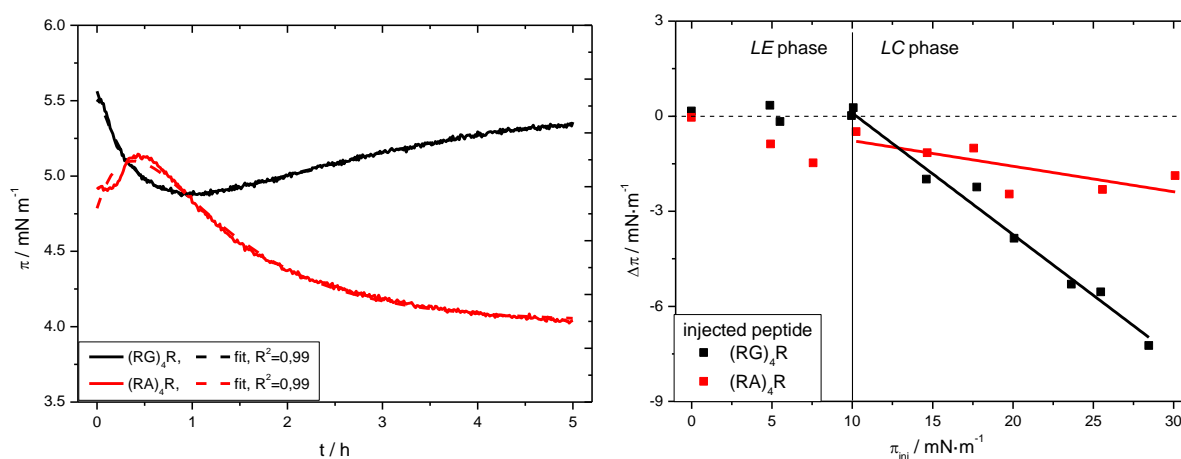 6.0
5.5
5.0
4.5
4.0
3.5
π / mN m⁻¹
0
1
2
3
4
5
t / h
(RG)₄R, fit, R²=0,99
(RA)₄R, fit, R²=0,99
LE phase
LC phase
3
0
-3
-6
-9
Δπ / mN·m⁻¹
injected peptide
(RG)₄R
(RA)₄R
0
5
10
15
20
25
30
π_inj / mN·m⁻¹